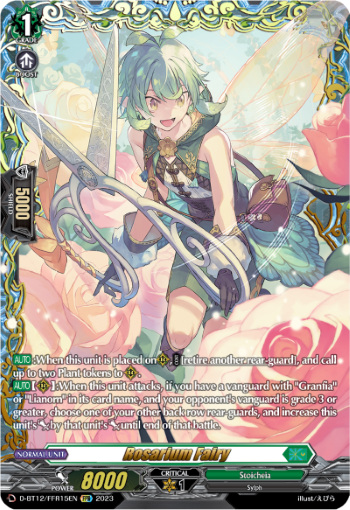 1
GRADE
BOOST
5000
SHIELD
AUTO :When this unit is placed on , [retire another rear-guard], and call
up to two Plant tokens to .
AUTO [ ]:When this unit attacks, if you have a vanguard with "Granfia"
or "Lianorn" in its card name, and your opponent's vanguard is grade 3 or
greater, choose one of your other back row rear-guards, and increase this
unit's by that unit's until end of that battle.
NORMAL UNIT
Rosarium Fairy
POWER 8000
CRITICAL
1
Stoicheia
Sylph
D-BT12/FFR15EN FFR 2023
illust/えびら